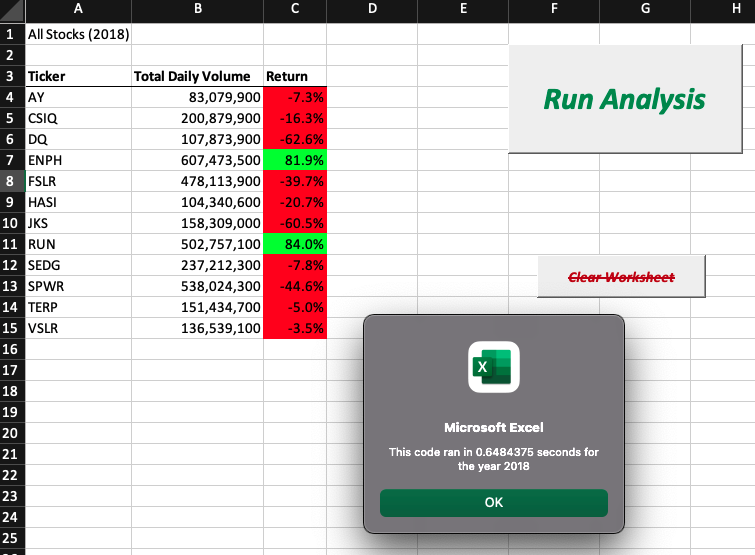 A B C D E F G H
1 All Stocks (2018)
2
3 Ticker Total Daily Volume Return
4 AY 83,079,900 -7.3%
5 CSIQ 200,879,900 -16.3%
6 DQ 107,873,900 -62.6%
7 ENPH 607,473,500 81.9%
8 FSLR 478,113,900 -39.7%
9 HASI 104,340,600 -20.7%
10 JKS 158,309,000 -60.5%
11 RUN 502,757,100 84.0%
12 SEDG 237,212,300 -7.8%
13 SPWR 538,024,300 -44.6%
14 TERP 151,434,700 -5.0%
15 VSLR 136,539,100 -3.5%
16
17
18
19
20
21
22
23
24
25
Run Analysis
Clear Worksheet
X
Microsoft Excel
This code ran in 0.6484375 seconds for
the year 2018
OK